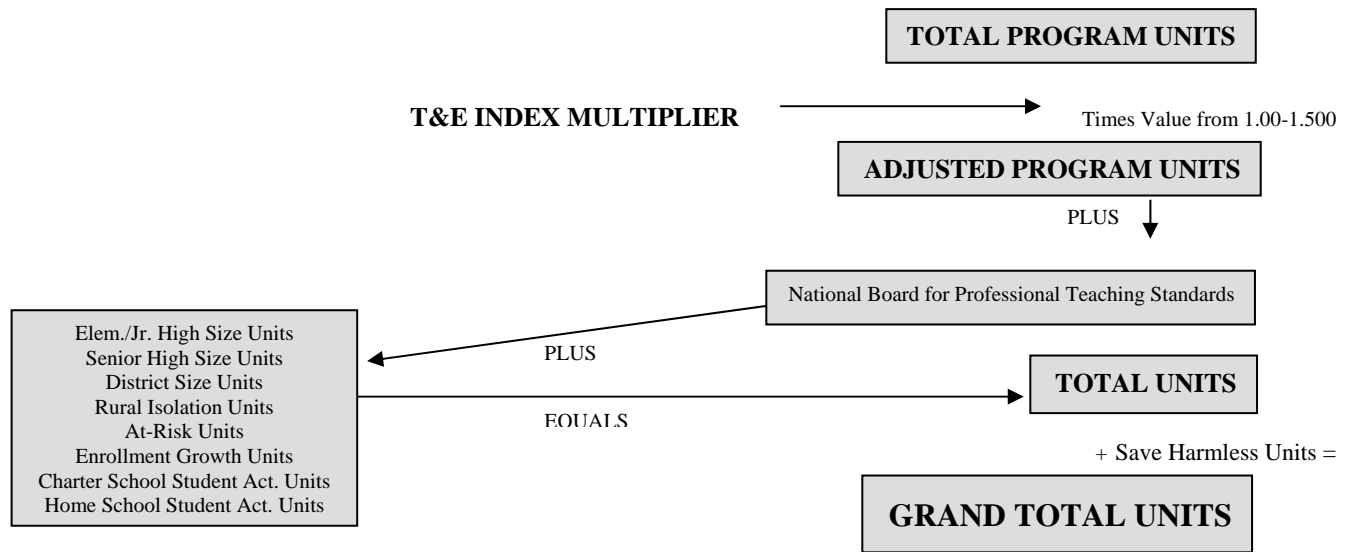 TOTAL PROGRAM UNITS
T&E INDEX MULTIPLIER
Times Value from 1.00-1.500
ADJUSTED PROGRAM UNITS
PLUS
National Board for Professional Teaching Standards
PLUS
Elem./Jr. High Size Units
Senior High Size Units
District Size Units
Rural Isolation Units
At-Risk Units
Enrollment Growth Units
Charter School Student Act. Units
Home School Student Act. Units
EQUALS
TOTAL UNITS
+ Save Harmless Units =
GRAND TOTAL UNITS